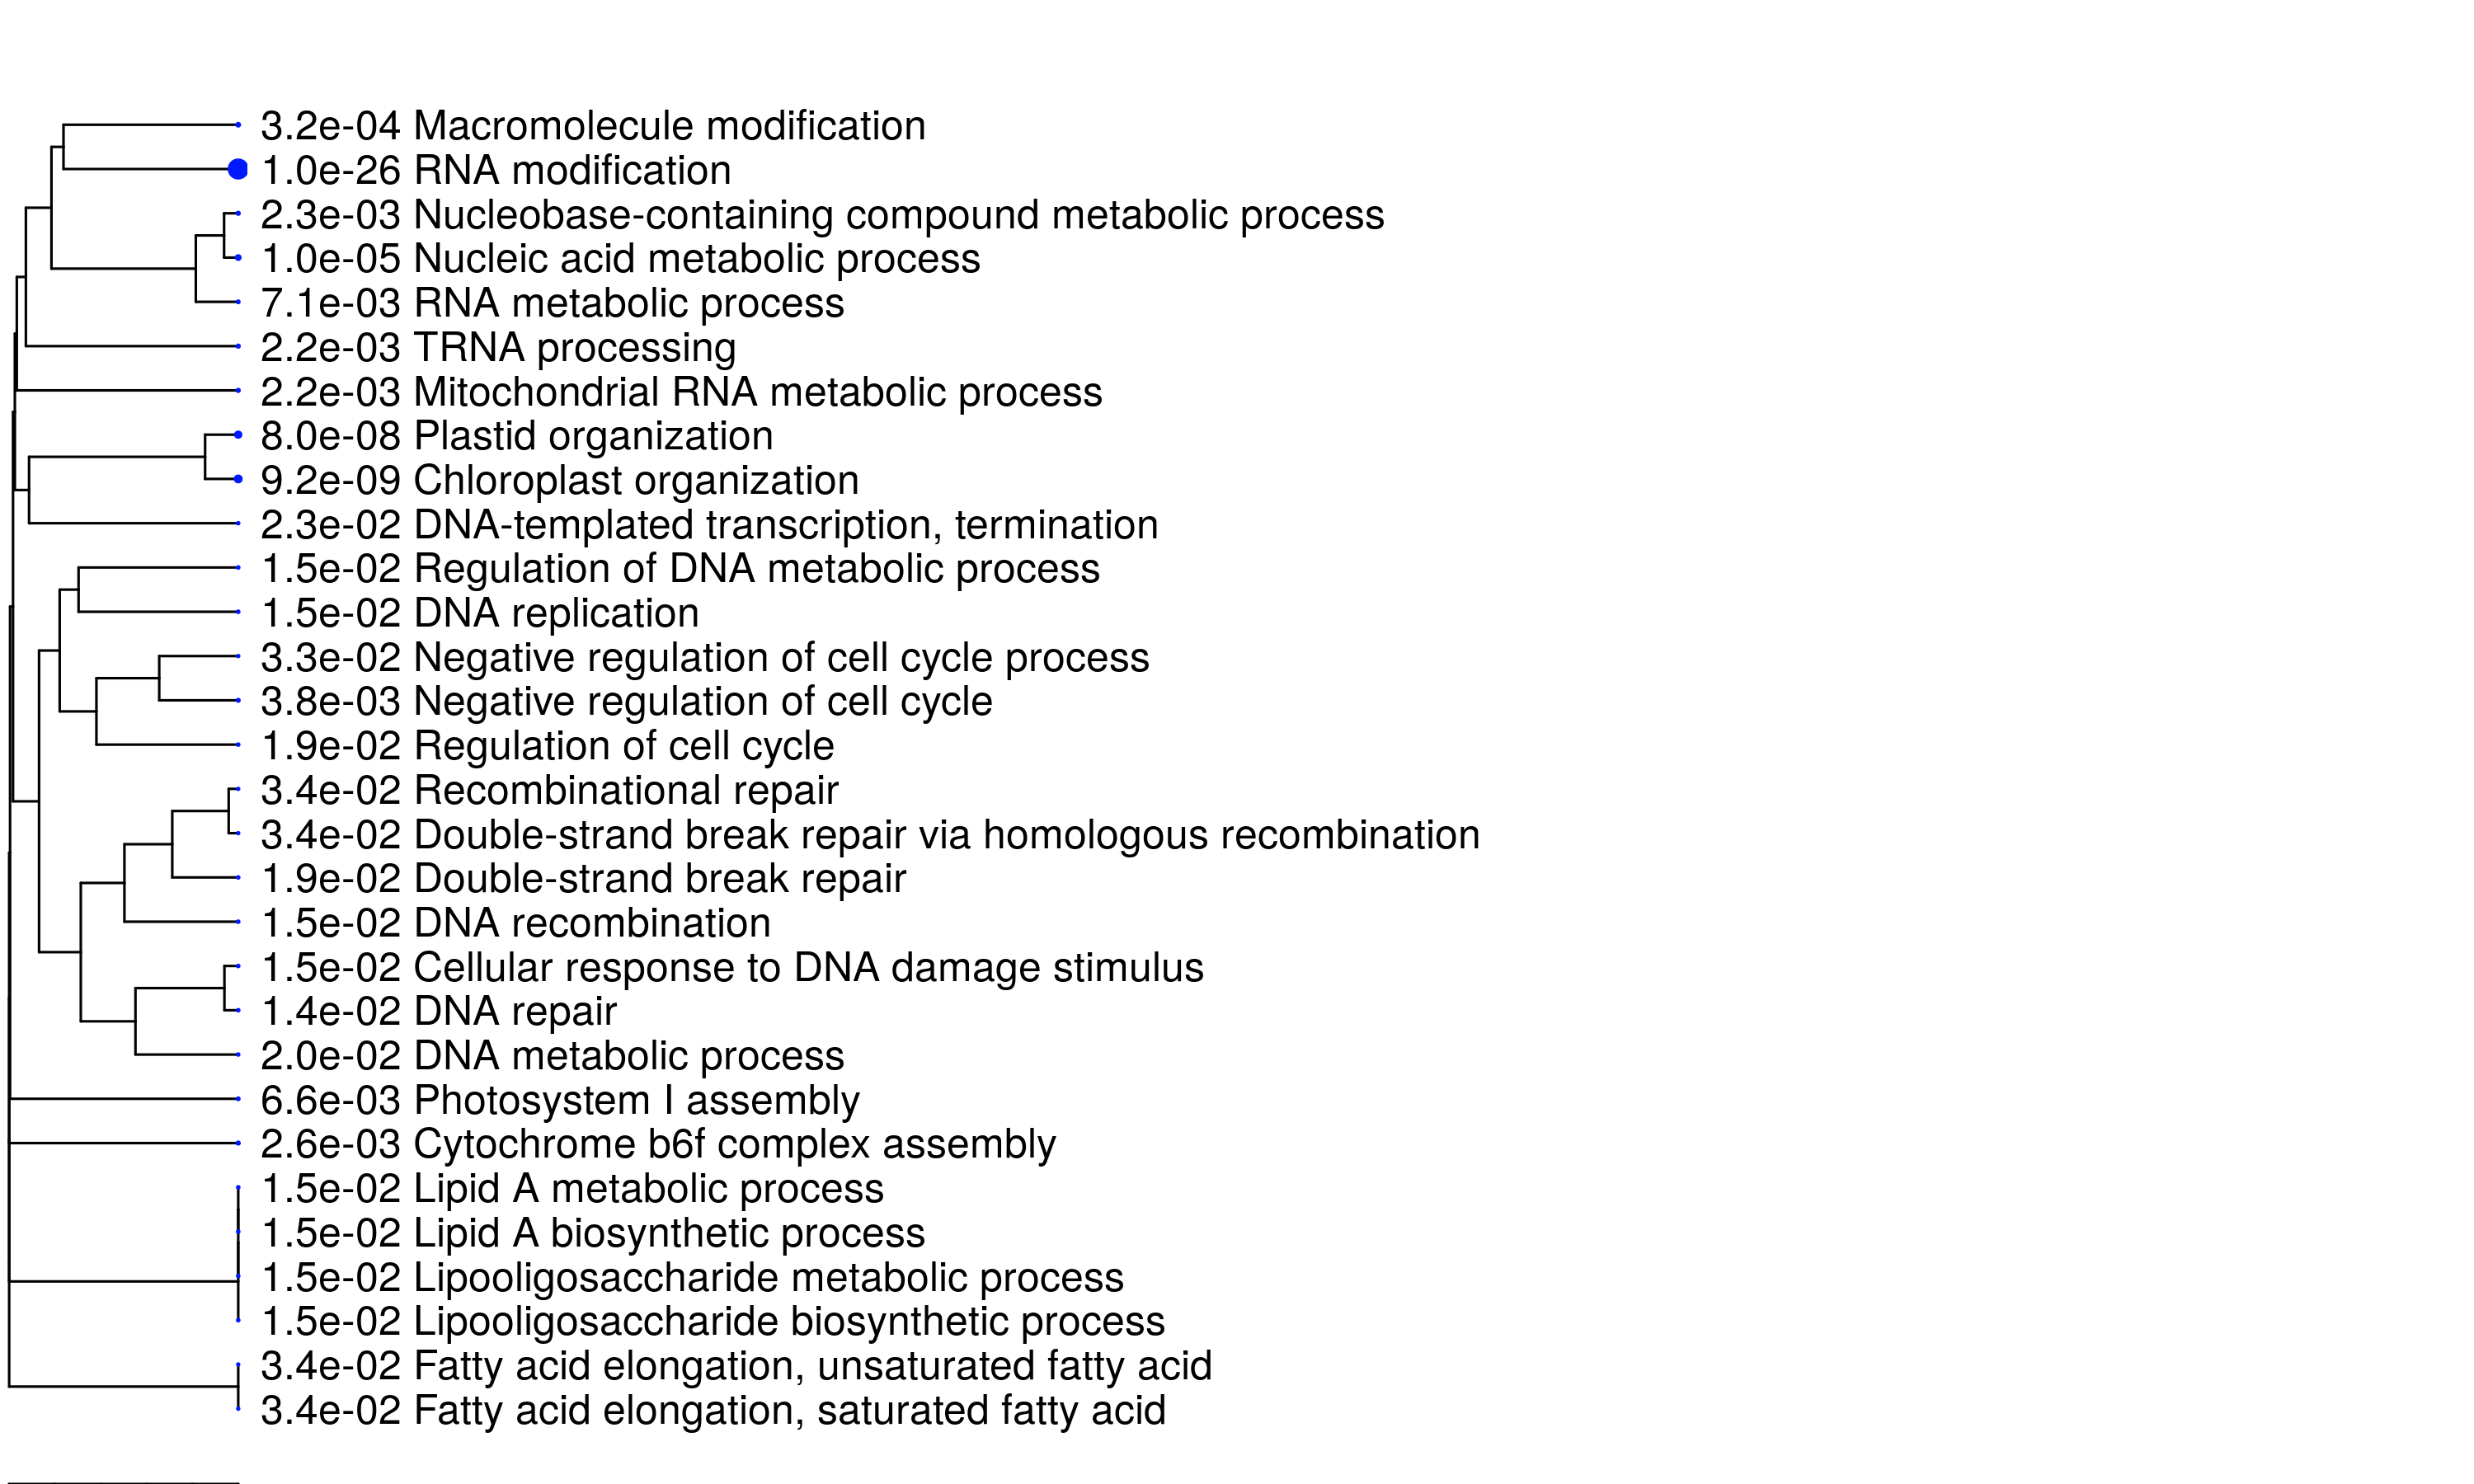 3.2e-04 Macromolecule modification
1.0e-26 RNA modification
2.3e-03 Nucleobase-containing compound metabolic process
1.0e-05 Nucleic acid metabolic process
7.1e-03 RNA metabolic process
2.2e-03 TRNA processing
2.2e-03 Mitochondrial RNA metabolic process
8.0e-08 Plastid organization
9.2e-09 Chloroplast organization
2.3e-02 DNA-templated transcription, termination
1.5e-02 Regulation of DNA metabolic process
1.5e-02 DNA replication
3.3e-02 Negative regulation of cell cycle process
3.8e-03 Negative regulation of cell cycle
1.9e-02 Regulation of cell cycle
3.4e-02 Recombinational repair
3.4e-02 Double-strand break repair via homologous recombination
1.9e-02 Double-strand break repair
1.5e-02 DNA recombination
1.5e-02 Cellular response to DNA damage stimulus
1.4e-02 DNA repair
2.0e-02 DNA metabolic process
6.6e-03 Photosystem I assembly
2.6e-03 Cytochrome b6f complex assembly
1.5e-02 Lipid A metabolic process
1.5e-02 Lipid A biosynthetic process
1.5e-02 Lipooligosaccharide metabolic process
1.5e-02 Lipooligosaccharide biosynthetic process
3.4e-02 Fatty acid elongation, unsaturated fatty acid
3.4e-02 Fatty acid elongation, saturated fatty acid